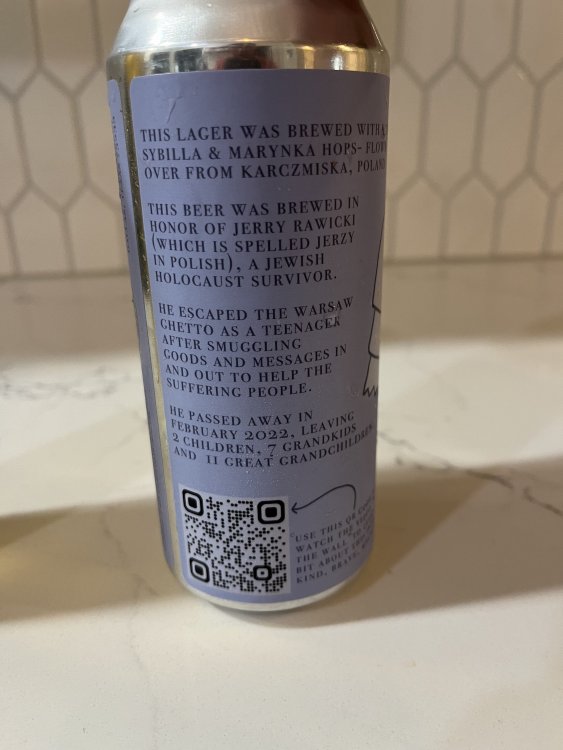 THIS LAGER WAS BREWED WITH
SYBILLA & MARYNKA HOPS- FLOW
OVER FROM KARCZMISKA, POLAND
THIS BEER WAS BREWED IN
HONOR OF JERRY RAWICKI
(WHICH IS SPELLED JERZY
IN POLISH), A JEWISH
HOLOCAUST SURVIVOR.
HE ESCAPED THE WARSAW
GHETTO AS A TEENAGER
AFTER SMUGGLING
GOODS AND MESSAGES IN
AND OUT TO HELP THE
SUFFERING PEOPLE.
HE PASSED AWAY IN
FEBRUARY 2022, LEAVING
2 CHILDREN, 7 GRANDKIDS
AND 11 GREAT GRANDCHILDREN
USE THIS QR
WATCH THE
THE WALL" TO
BIT ABOUT THIS
KIND, BRAVE,